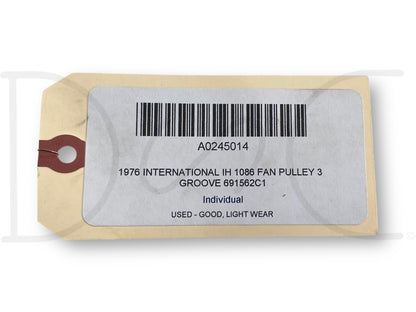 A0245014
1976 INTERNATIONAL IH 1086 FAN PULLEY 3
GROOVE 691562C1
Individual
USED - GOOD, LIGHT WEAR